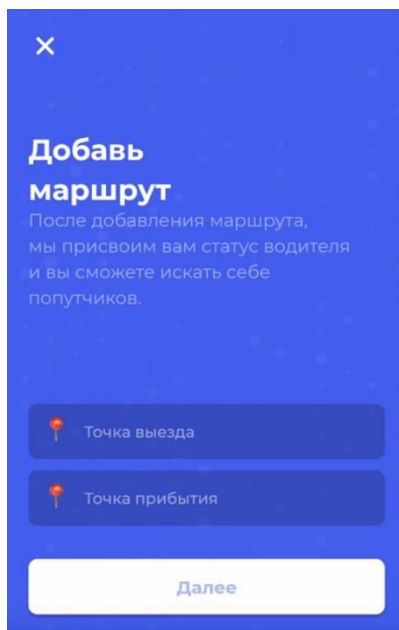 Добавь
маршрут
После добавления маршрута,
мы присвоим вам статус водителя
и вы сможете искать себе
попутчиков.
Точка выезда
Точка прибытия
Далее